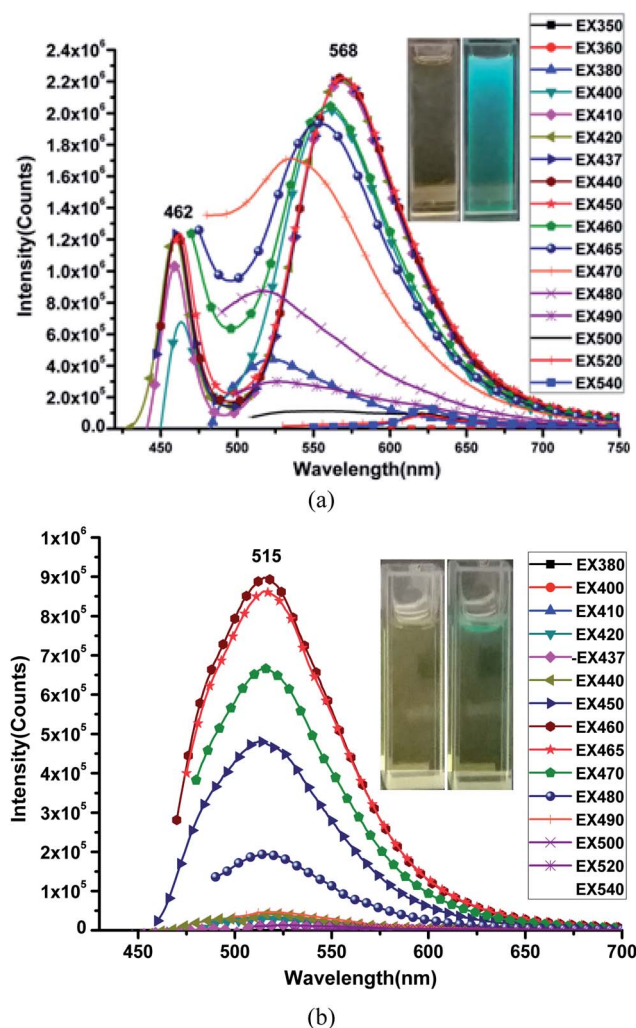 568
462
2.4x10⁶
2.2x10⁶
2.0x10⁶
1.8x10⁶
1.6x10⁶
1.4x10⁶
1.2x10⁶
1.0x10⁶
8.0x10⁵
6.0x10⁵
4.0x10⁵
2.0x10⁵
0.0
Intensity(Counts)
450
500
550
600
650
700
750
Wavelength(nm)
EX350
EX360
EX380
EX400
EX410
EX420
EX437
EX440
EX450
EX460
EX465
EX470
EX480
EX490
EX500
EX520
EX540
(a)
515
1x10⁶
9x10⁵
8x10⁵
7x10⁵
6x10⁵
5x10⁵
4x10⁵
3x10⁵
2x10⁵
1x10⁵
0
Intensity(Counts)
450
500
550
600
650
700
Wavelength(nm)
EX380
EX400
EX410
EX420
-EX437
EX440
EX450
EX460
EX465
EX470
EX480
EX490
EX500
EX520
EX540
(b)